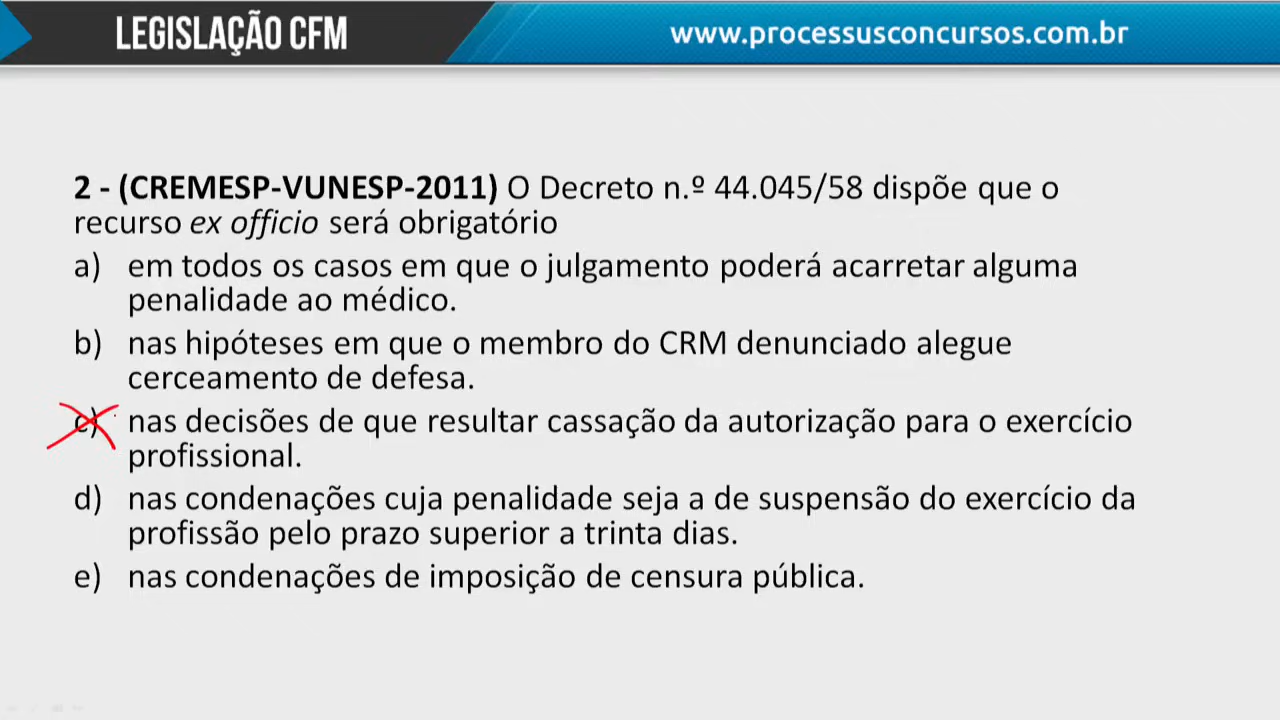 LEGISLAÇÃO CFM
www.processusconcursos.com.br
2 - (CREMESP-VUNESP-2011) O Decreto n.º 44.045/58 dispõe que o
recurso ex officio será obrigatório
a) em todos os casos em que o julgamento poderá acarretar alguma
penalidade ao médico.
b) nas hipóteses em que o membro do CRM denunciado alegue
cerceamento de defesa.
c) nas decisões de que resultar cassação da autorização para o exercício
profissional.
d) nas condenações cuja penalidade seja a de suspensão do exercício da
profissão pelo prazo superior a trinta dias.
e) nas condenações de imposição de censura pública.